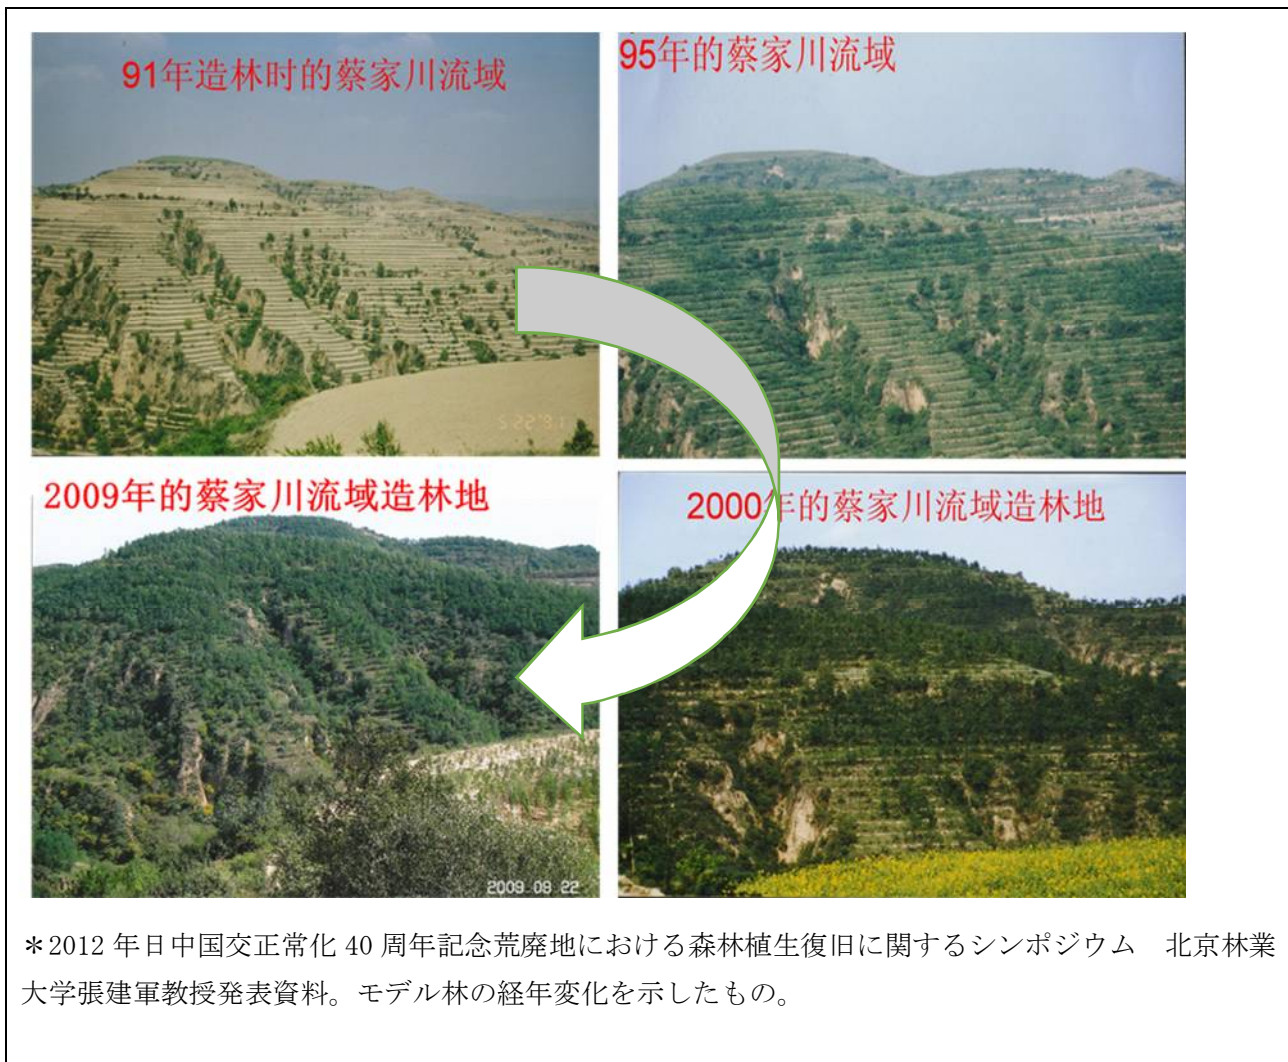 91年造林时的蔡家川流域
95年的蔡家川流域
2009年的蔡家川流域造林地
2000年的蔡家川流域造林地
2009 08 22
＊2012 年日中国交正常化 40 周年記念荒廃地における森林植生復旧に関するシンポジウム　北京林業
大学張建軍教授発表資料。モデル林の経年変化を示したもの。